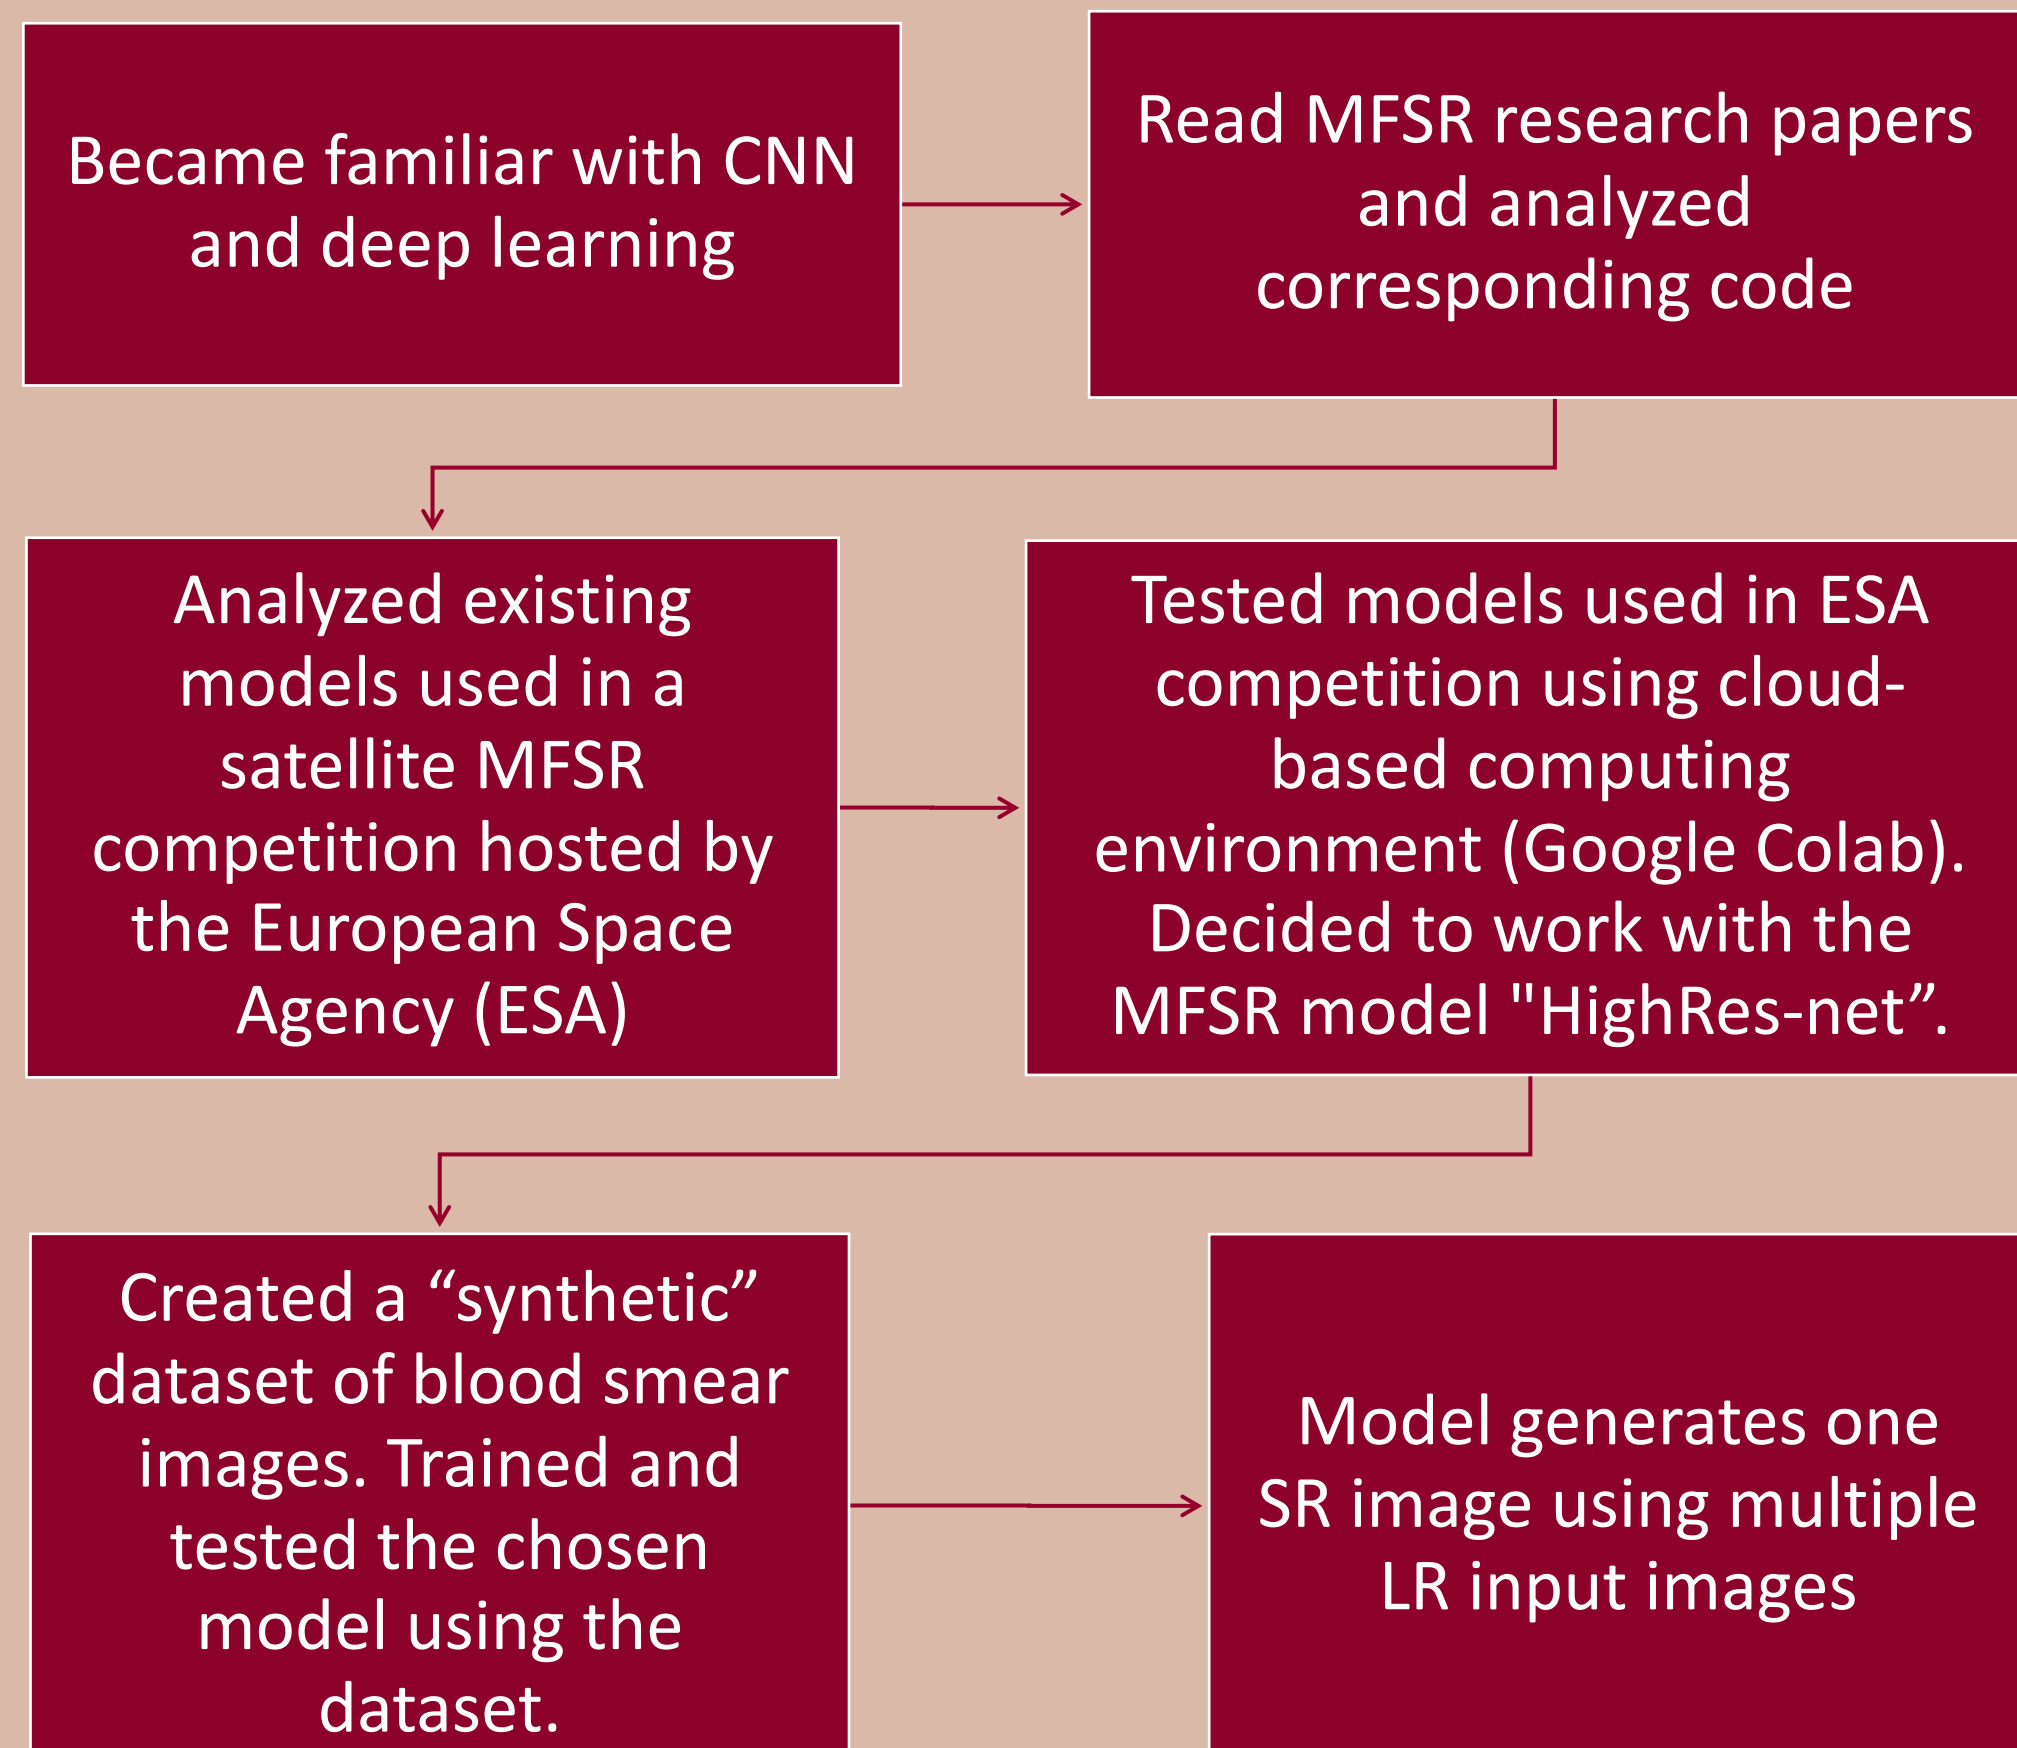 Became familiar with CNN
and deep learning
Read MFSR research papers
and analyzed
corresponding code
Analyzed existing
models used in a
satellite MFSR
competition hosted by
the European Space
Agency (ESA)
Tested models used in ESA
competition using cloud-
based computing
environment (Google Colab).
Decided to work with the
MFSR model "HighRes-net”.
Created a “synthetic”
dataset of blood smear
images. Trained and
tested the chosen
model using the
dataset.
Model generates one
SR image using multiple
LR input images